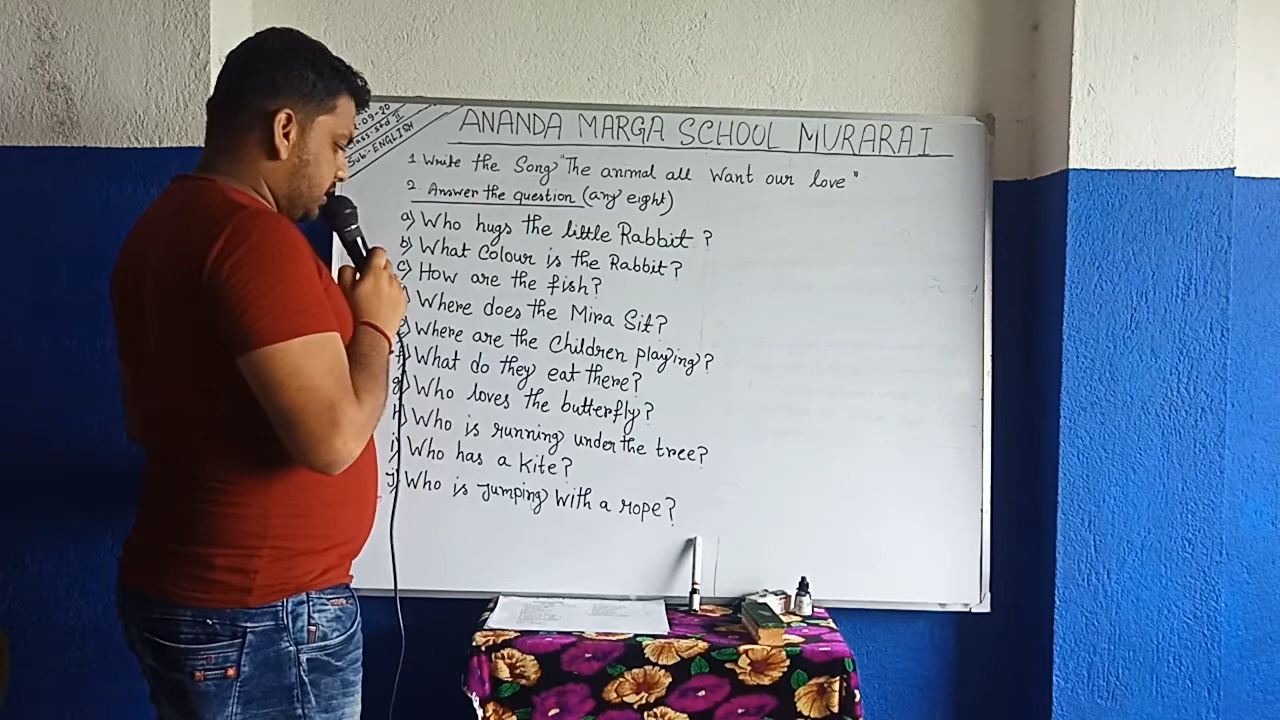 -09-20
Class-std II
Sub:-ENGLISH
ANANDA MARGA SCHOOL MURARAI
1. Write the Song "The animal all Want our love"
2. Answer the question (any eight)
a) Who hugs the little Rabbit?
b) What Colour is the Rabbit?
c) How are the fish?
Where does the Mira Sit?
e) Where are the Children playing?
f) What do they eat there?
g) Who loves the butterfly?
h) Who is running under the tree?
i) Who has a kite?
j) Who is Jumping with a rope?